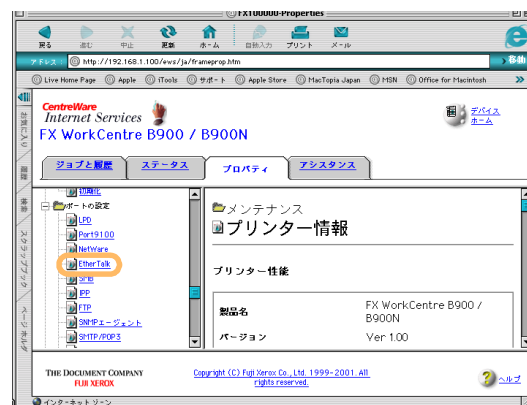 FX100000-Properties
戻る 進む 中止 更新 ホーム 自動入力 プリント メール
アドレス http://192.168.1.100/ews/ja/frameprop.htm 移動
Live Home Page Apple iTools サポート Apple Store MacTopia Japan MSN Office for Macintosh
お気に入り
履歴
検索
スクラップブック
ページホルダ
CentreWare
Internet Services
デバイス
ホーム
FX WorkCentre B900 / B900N
ジョブと履歴 ステータス プロパティ アシスタンス
初期化
ポートの設定
LPD
Port9100
NetWare
EtherTalk
SMB
IPP
FTP
SNMPエージェント
SMTP/POP3
メンテナンス
プリンター情報
プリンター性能
製品名 FX WorkCentre B900 /
B900N
バージョン Ver 1.00
THE DOCUMENT COMPANY
FUJI XEROX
Copyright (C) Fuji Xerox Co., Ltd. 1999-2001. All
rights reserved.
ヘルプ
インターネット ゾーン